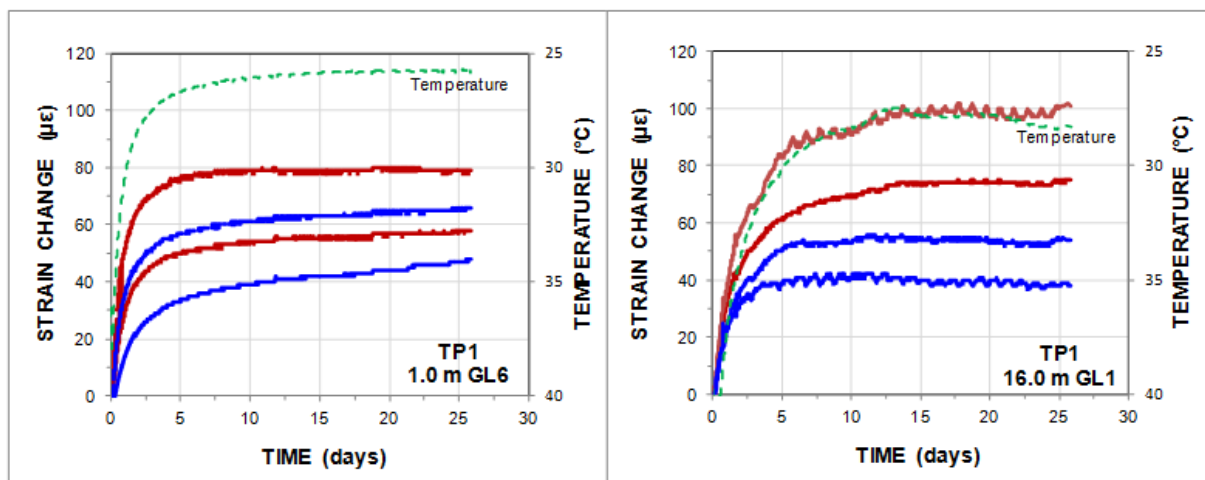 120
100
80
60
40
20
0
STRAIN CHANGE (µε)
0 5 10 15 20 25 30
TIME (days)
25
30
35
40
TEMPERATURE (°C)
Temperature
TP1
1.0 m GL6
120
100
80
60
40
20
0
STRAIN CHANGE (µε)
0 5 10 15 20 25 30
TIME (days)
25
30
35
40
TEMPERATURE (°C)
Temperature
TP1
16.0 m GL1